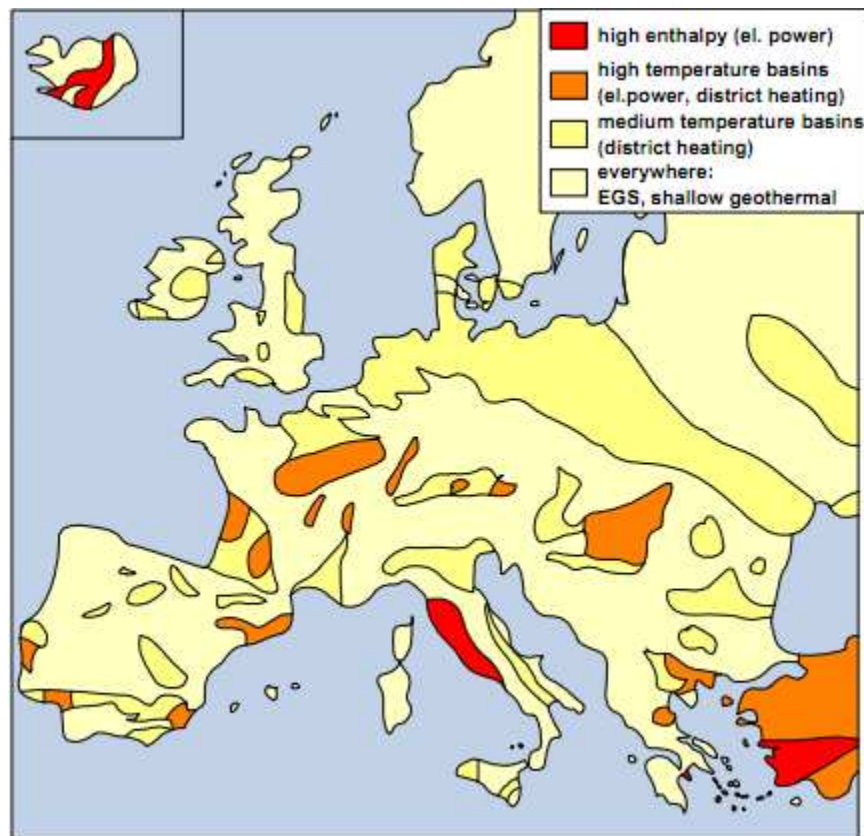 high enthalpy (el. power)
high temperature basins
(el.power, district heating)
medium temperature basins
(district heating)
everywhere:
EGS, shallow geothermal